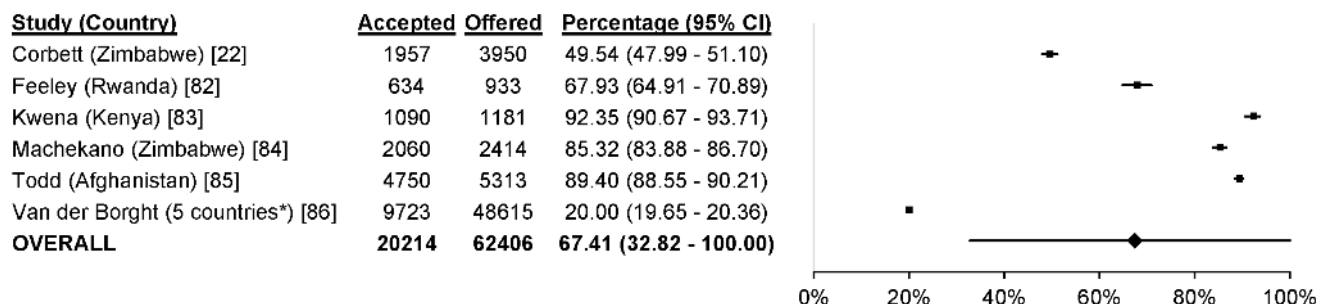 Study (Country) Accepted Offered Percentage (95% CI)
Corbett (Zimbabwe) [22] 1957 3950 49.54 (47.99 - 51.10)
Feeley (Rwanda) [82] 634 933 67.93 (64.91 - 70.89)
Kwena (Kenya) [83] 1090 1181 92.35 (90.67 - 93.71)
Machekano (Zimbabwe) [84] 2060 2414 85.32 (83.88 - 86.70)
Todd (Afghanistan) [85] 4750 5313 89.40 (88.55 - 90.21)
Van der Borght (5 countries*) [86] 9723 48615 20.00 (19.65 - 20.36)
OVERALL 20214 62406 67.41 (32.82 - 100.00)
0% 20% 40% 60% 80% 100%